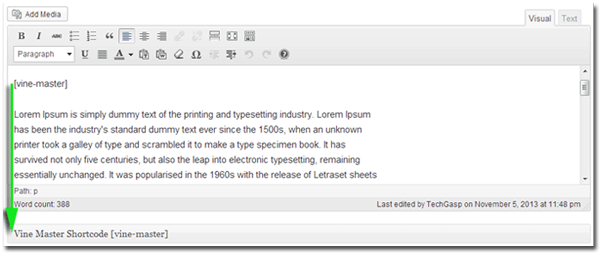 Add Media
Visual Text
B I ABC
Paragraph U A Ω
[vine-master]
Lorem Ipsum is simply dummy text of the printing and typesetting industry. Lorem Ipsum
has been the industry's standard dummy text ever since the 1500s, when an unknown
printer took a galley of type and scrambled it to make a type specimen book. It has
survived not only five centuries, but also the leap into electronic typesetting, remaining
essentially unchanged. It was popularised in the 1960s with the release of Letraset sheets
Path: p
Word count: 388 Last edited by TechGasp on November 5, 2013 at 11:48 pm
Vine Master Shortcode [vine-master]